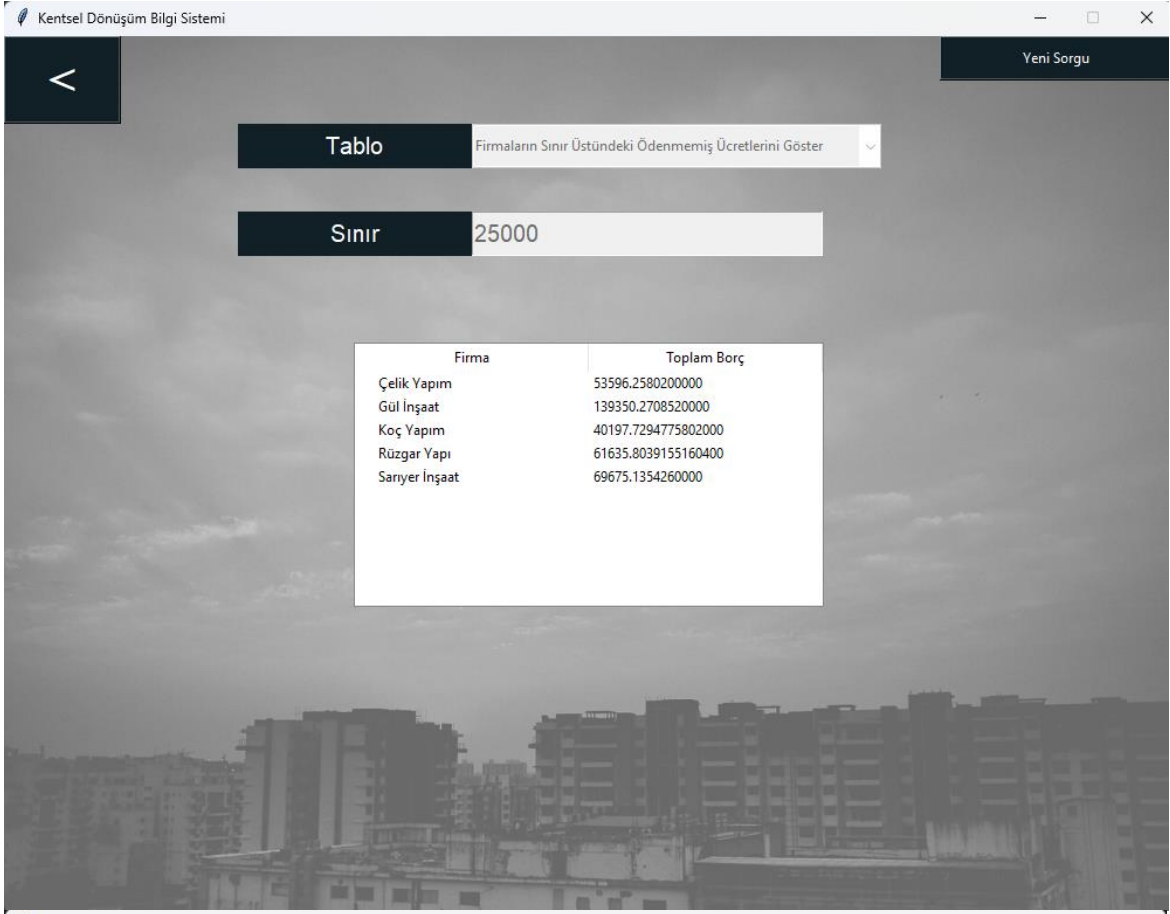 Kentsel Dönüşüm Bilgi Sistemi
<
Yeni Sorgu
Tablo
Firmaların Sınır Üstündeki Ödenmemiş Ücretlerini Göster
Sınır
25000
Firma Toplam Borç
Çelik Yapım 53596.2580200000
Gül İnşaat 139350.2708520000
Koç Yapım 40197.7294775802000
Rüzgar Yapı 61635.8039155160400
Sarıyer İnşaat 69675.1354260000